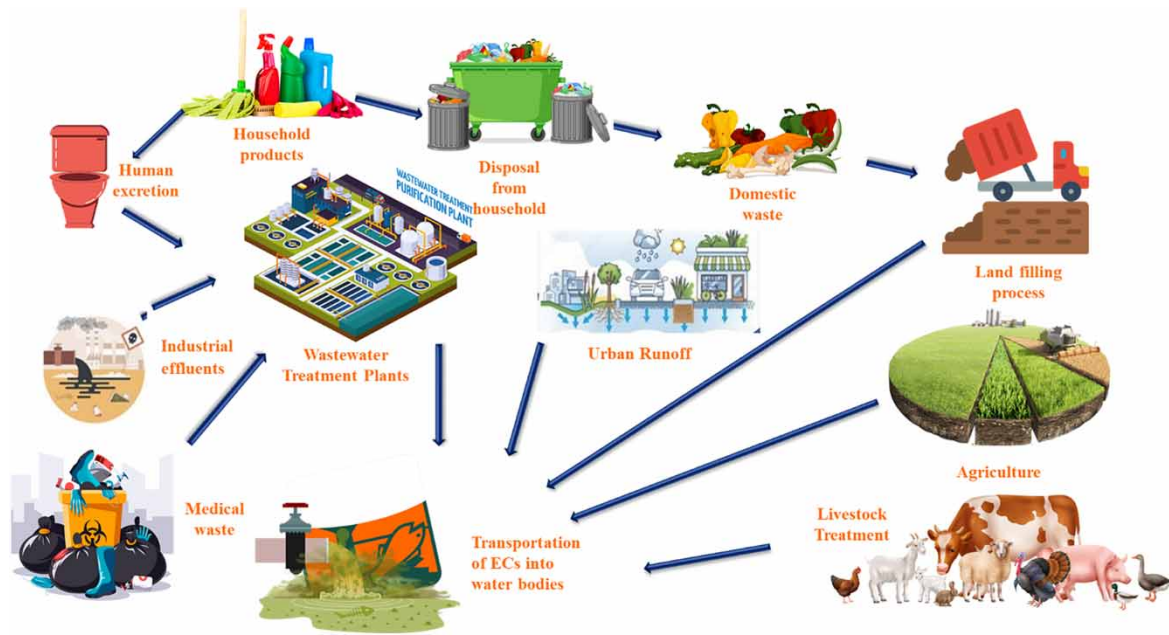 Household
products
Human
excretion
Disposal
from
household
Domestic
waste
Land filling
process
WASTEWATER TREATMENT
PURIFICATION PLANT
Industrial
effluents
Wastewater
Treatment Plants
Urban Runoff
Agriculture
Medical
waste
Transportation
of ECs into
water bodies
Livestock
Treatment